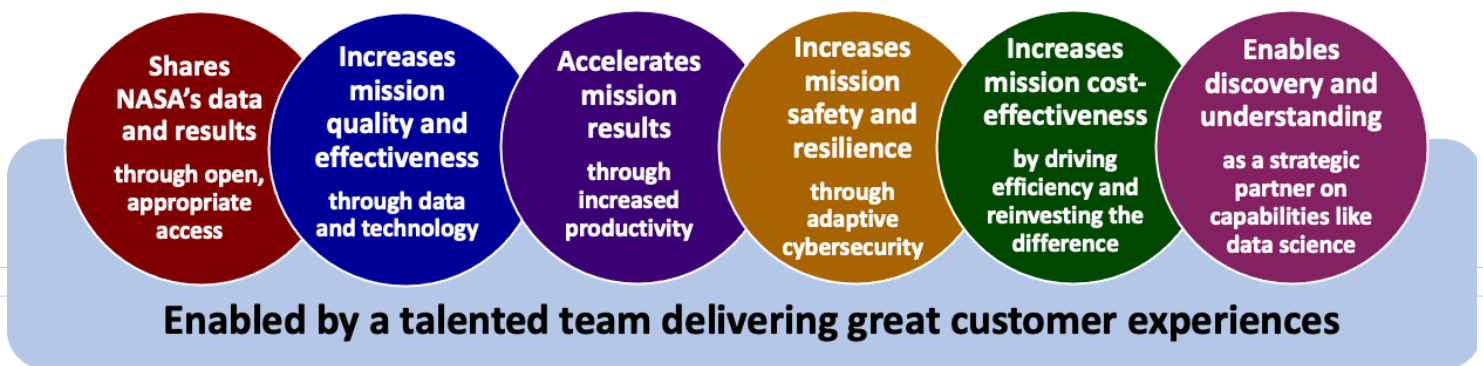 Shares
NASA's data
and results
through open,
appropriate
access
Increases
mission
quality and
effectiveness
through data
and technology
Accelerates
mission
results
through
increased
productivity
Increases
mission
safety and
resilience
through
adaptive
cybersecurity
Increases
mission cost-
effectiveness
by driving
efficiency and
reinvesting the
difference
Enables
discovery and
understanding
as a strategic
partner on
capabilities like
data science
Enabled by a talented team delivering great customer experiences